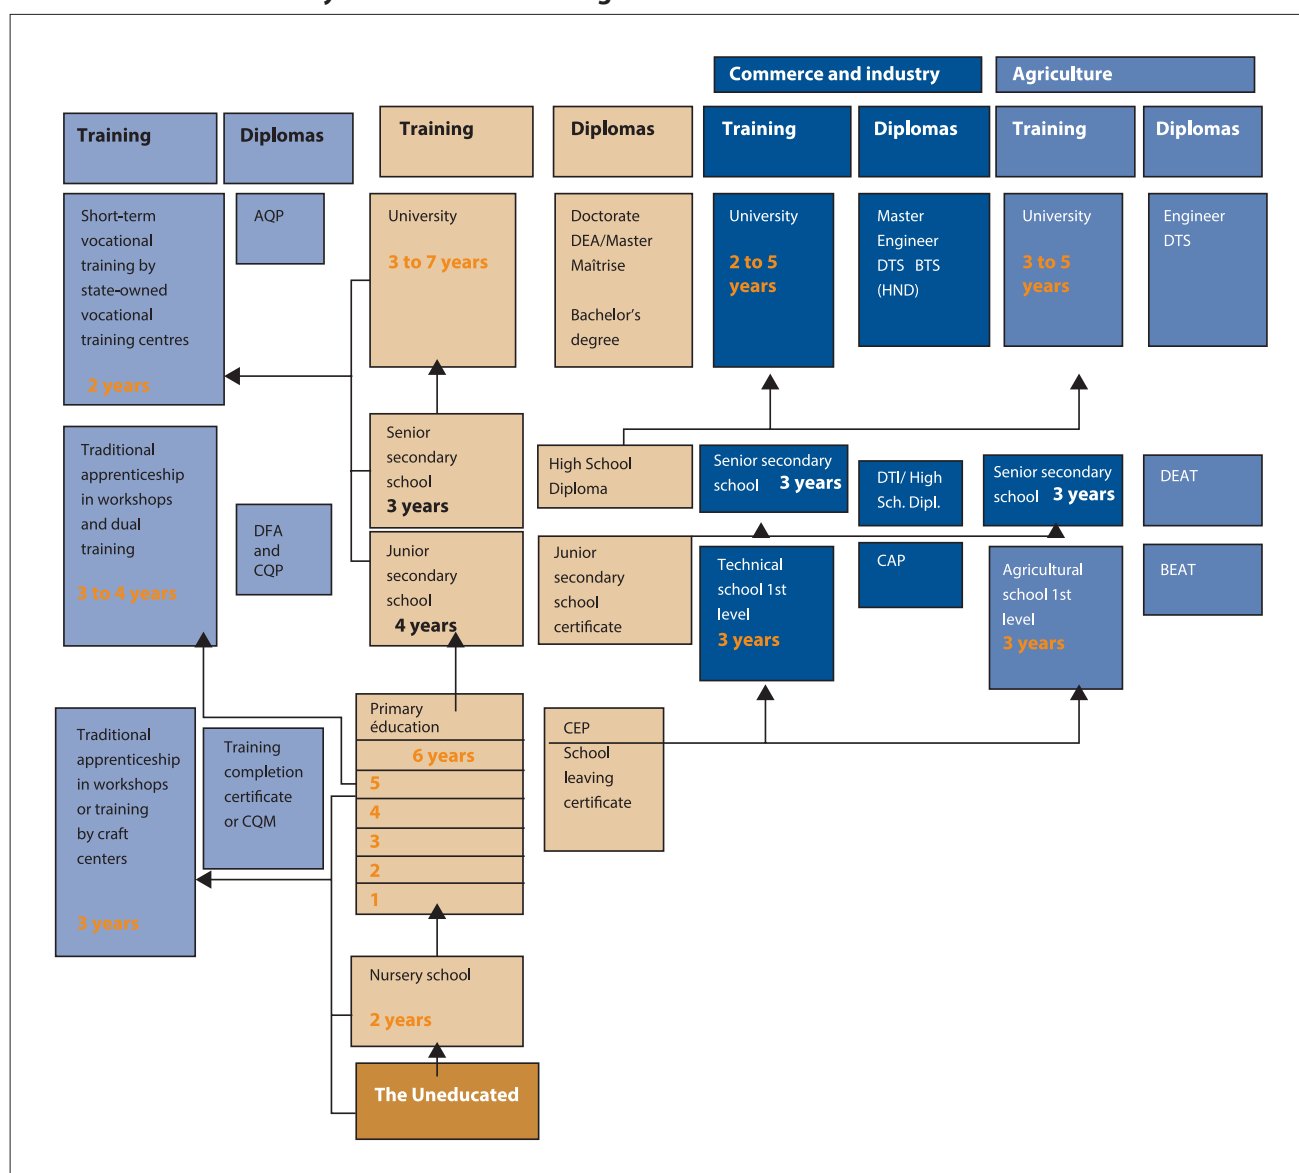 Commerce and industry
Agriculture
Training
Diplomas
Training
Diplomas
Training
Diplomas
Training
Diplomas
Short-term
vocational
training by
state-owned
vocational
training centres
2 years
AQP
University
3 to 7 years
Doctorate
DEA/Master
Maîtrise
Bachelor's
degree
University
2 to 5
years
Master
Engineer
DTS BTS
(HND)
University
3 to 5
years
Engineer
DTS
Traditional
apprenticeship
in workshops
and dual
training
3 to 4 years
DFA
and
CQP
Senior
secondary
school
3 years
High School
Diploma
Senior secondary
school 3 years
DTI/ High
Sch. Dipl.
Senior secondary
school 3 years
DEAT
Junior
secondary
school
4 years
Junior
secondary
school
certificate
Technical
school 1st
level
3 years
CAP
Agricultural
school 1st
level
3 years
BEAT
Traditional
apprenticeship
in workshops
or training
by craft
centers
3 years
Training
completion
certificate
or CQM
Primary
éducation
6 years
5
4
3
2
1
CEP
School
leaving
certificate
Nursery school
2 years
The Uneducated